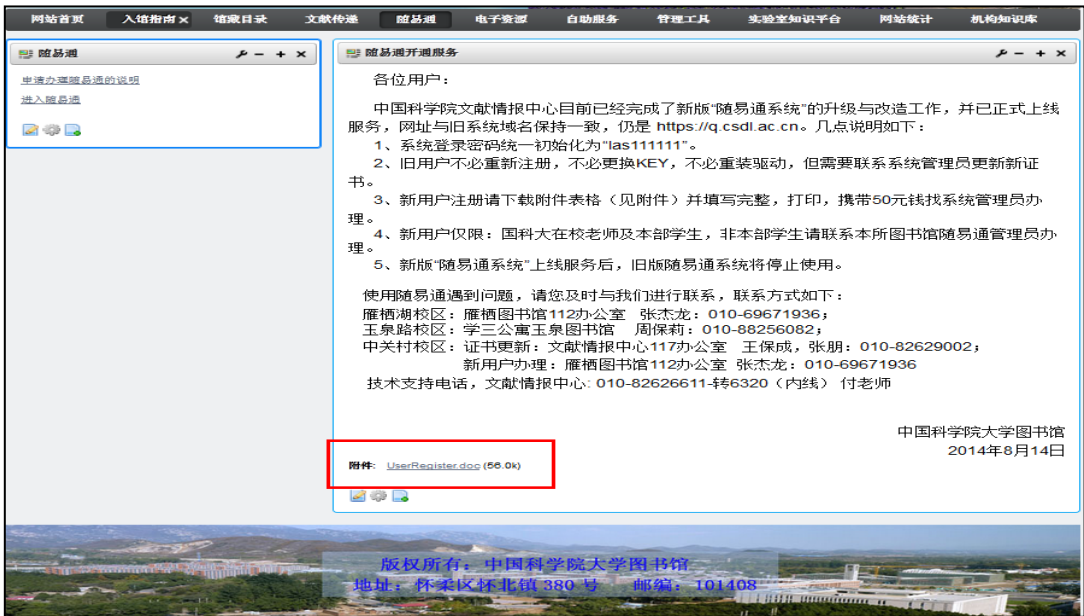 网站首页 入馆指南 × 馆藏目录 文献传递 随易通 电子资源 自助服务 管理工具 实验室知识平台 网站统计 机构知识库
随易通
申请办理随易通的说明
进入随易通
随易通开通服务
各位用户：
中国科学院文献情报中心目前已经完成了新版“随易通系统”的升级与改造工作，并已正式上线
服务，网址与旧系统域名保持一致，仍是 https://q.csdl.ac.cn。几点说明如下：
1、系统登录密码统一初始化为“las111111”。
2、旧用户不必重新注册，不必更换KEY，不必重装驱动，但需要联系系统管理员更新新证
书。
3、新用户注册请下载附件表格（见附件）并填写完整，打印，携带50元钱找系统管理员办
理。
4、新用户仅限：国科大在校老师及本部学生，非本部学生请联系本所图书馆随易通管理员办
理。
5、新版“随易通系统”上线服务后，旧版随易通系统将停止使用。
使用随易通遇到问题，请您及时与我们进行联系，联系方式如下：
雁栖湖校区：雁栖图书馆112办公室 张杰龙：010-69671936；
玉泉路校区：学三公寓玉泉图书馆 周保莉：010-88256082；
中关村校区：证书更新：文献情报中心117办公室 王保成，张朋：010-82629002；
新用户办理：雁栖图书馆112办公室 张杰龙：010-69671936
技术支持电话，文献情报中心: 010-82626611-转6320（内线） 付老师
中国科学院大学图书馆
2014年8月14日
附件: UserRegister.doc (56.0k)
版权所有：中国科学院大学图书馆
地址：怀柔区怀北镇 380 号 邮编：101408